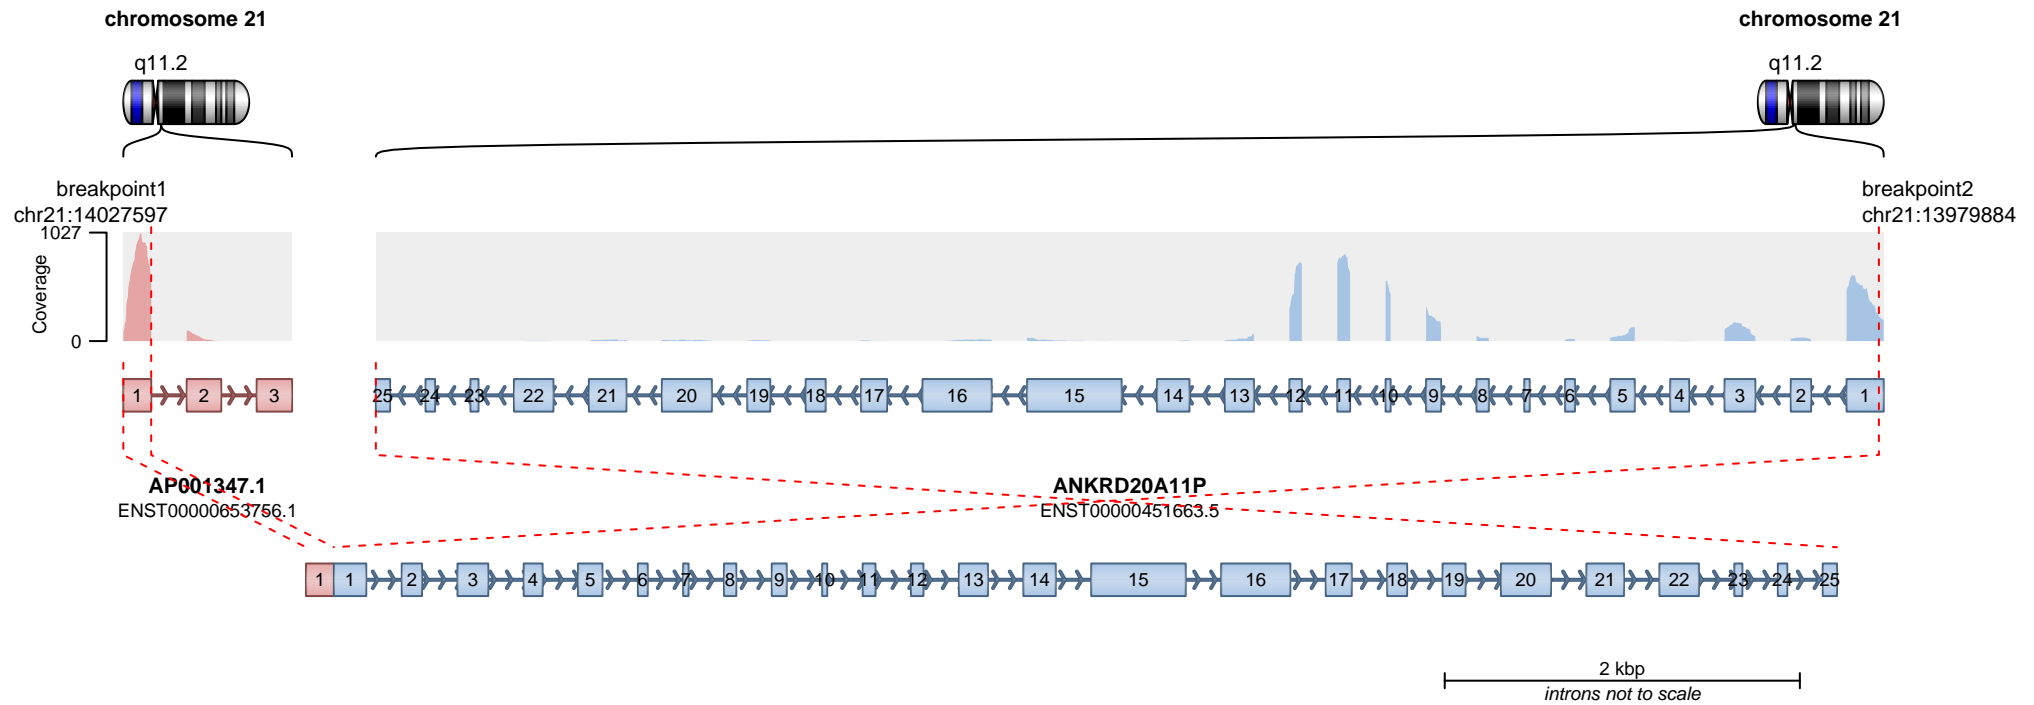 chromosome 21 chromosome 21
q11.2 q11.2
breakpoint1 breakpoint2
chr21:14027597 chr21:13979884
1027
Coverage
0
1 2 3 25 24 23 22 21 20 19 18 17 16 15 14 13 12 11 10 9 8 7 6 5 4 3 2 1
AP001347.1 ANKRD20A11P
ENST00000653756.1 ENST00000451663.5
1 1 2 3 4 5 6 7 8 9 10 11 12 13 14 15 16 17 18 19 20 21 22 23 24 25
2 kbp
introns not to scale